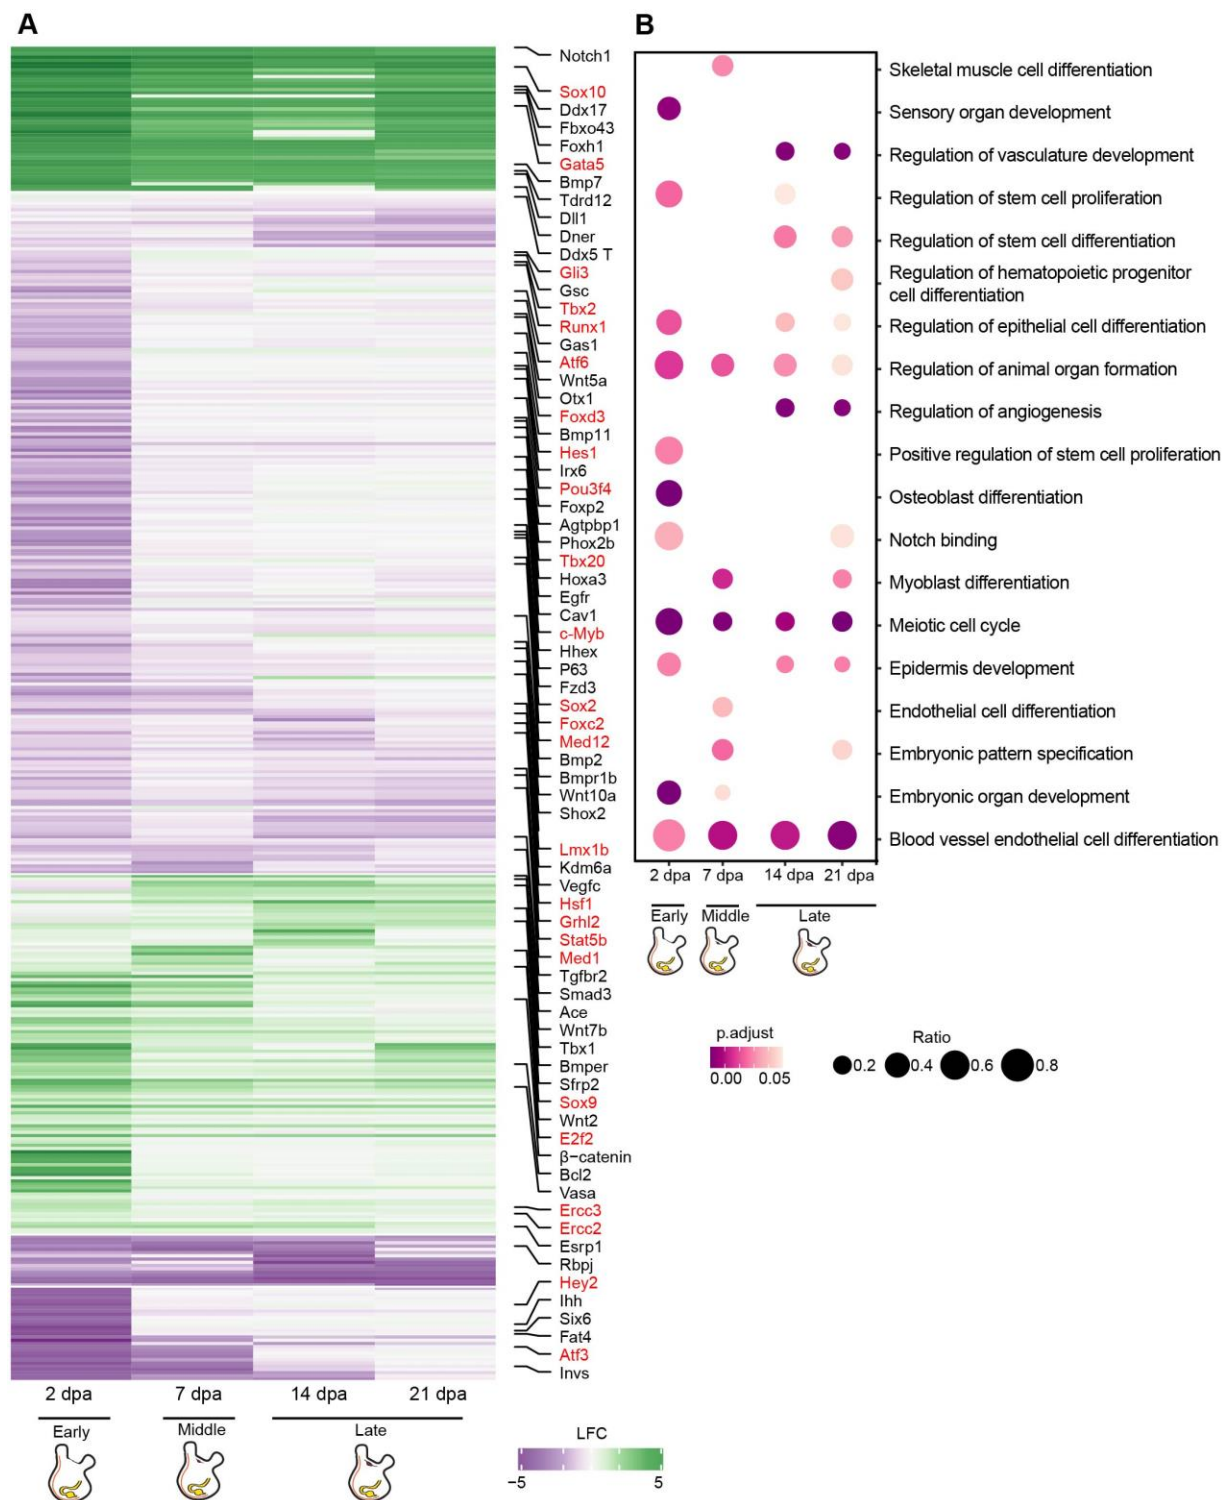 A
Notch1
Sox10
Ddx17
Fbxo43
Foxh1
Gata5
Bmp7
Tdrd12
Dll1
Dner
Ddx5 T
Gli3
Gsc
Tbx2
Runx1
Gas1
Atf6
Wnt5a
Otx1
Foxd3
Bmp11
Hes1
Irx6
Pou3f4
Foxp2
Agtpbp1
Phox2b
Tbx20
Hoxa3
Egfr
Cav1
c-Myb
Hhex
P63
Fzd3
Sox2
Foxc2
Med12
Bmp2
Bmpr1b
Wnt10a
Shox2
Lmx1b
Kdm6a
Vegfc
Hsf1
Grhl2
Stat5b
Med1
Tgfbr2
Smad3
Ace
Wnt7b
Tbx1
Bmper
Sfrp2
Sox9
Wnt2
E2f2
β−catenin
Bcl2
Vasa
Ercc3
Ercc2
Esrp1
Rbpj
Hey2
Ihh
Six6
Fat4
Atf3
Invs
2 dpa 7 dpa 14 dpa 21 dpa
Early Middle Late
LFC
−5 5
B
Skeletal muscle cell differentiation
Sensory organ development
Regulation of vasculature development
Regulation of stem cell proliferation
Regulation of stem cell differentiation
Regulation of hematopoietic progenitor
cell differentiation
Regulation of epithelial cell differentiation
Regulation of animal organ formation
Regulation of angiogenesis
Positive regulation of stem cell proliferation
Osteoblast differentiation
Notch binding
Myoblast differentiation
Meiotic cell cycle
Epidermis development
Endothelial cell differentiation
Embryonic pattern specification
Embryonic organ development
Blood vessel endothelial cell differentiation
2 dpa 7 dpa 14 dpa 21 dpa
Early Middle Late
p.adjust
0.00 0.05
Ratio
0.2 0.4 0.6 0.8